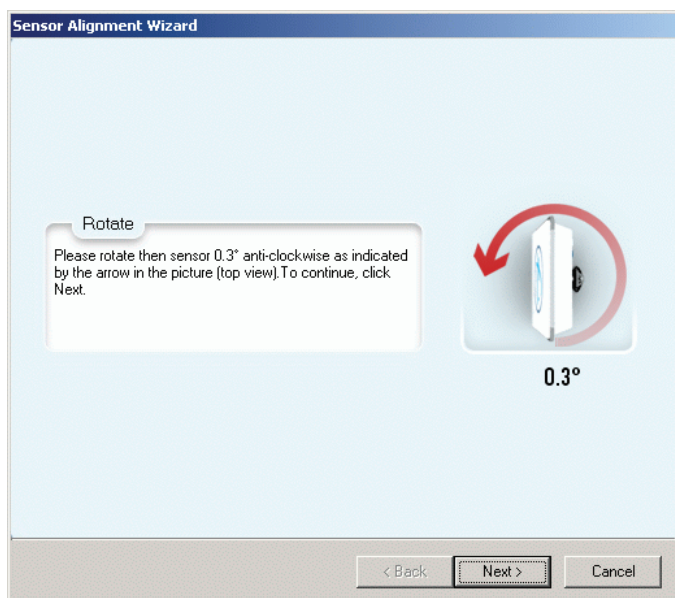 Sensor Alignment Wizard
Rotate
Please rotate then sensor 0.3° anti-clockwise as indicated
by the arrow in the picture (top view).To continue, click
Next.
0.3°
< Back
Next >
Cancel